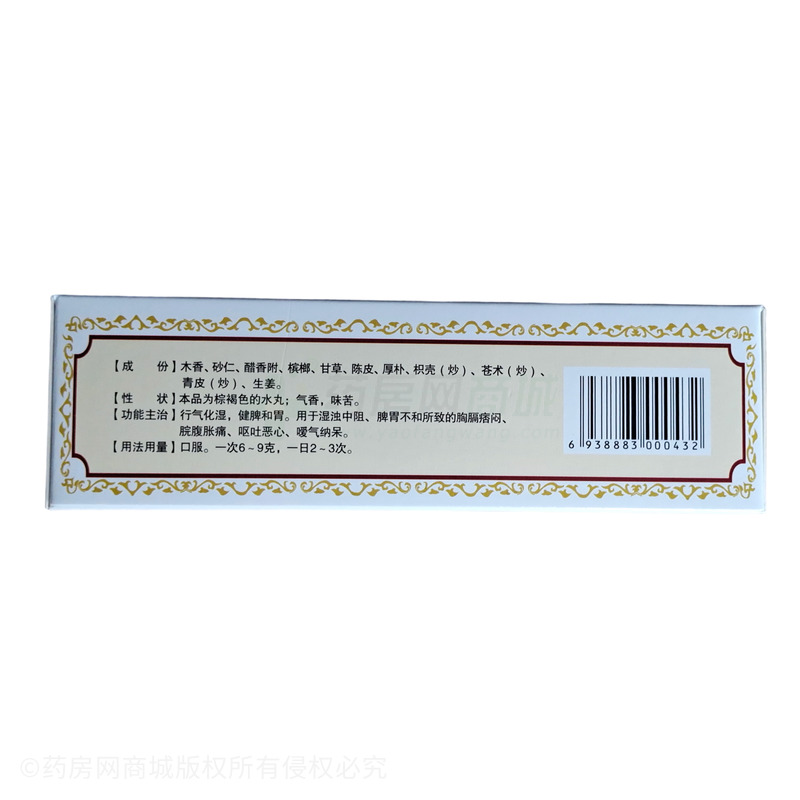 【成　份】木香、砂仁、醋香附、槟榔、甘草、陈皮、厚朴、枳壳（炒）、苍术（炒）、
青皮（炒）、生姜。
【性　状】本品为棕褐色的水丸；气香，味苦。
【功能主治】行气化湿，健脾和胃。用于湿浊中阻、脾胃不和所致的胸膈痞闷、
脘腹胀痛、呕吐恶心、嗳气纳呆。
【用法用量】口服。一次6~9克，一日2~3次。
6 938883 000432
药房网商城
www.yaofangwang.com
©药房网商城版权所有侵权必究